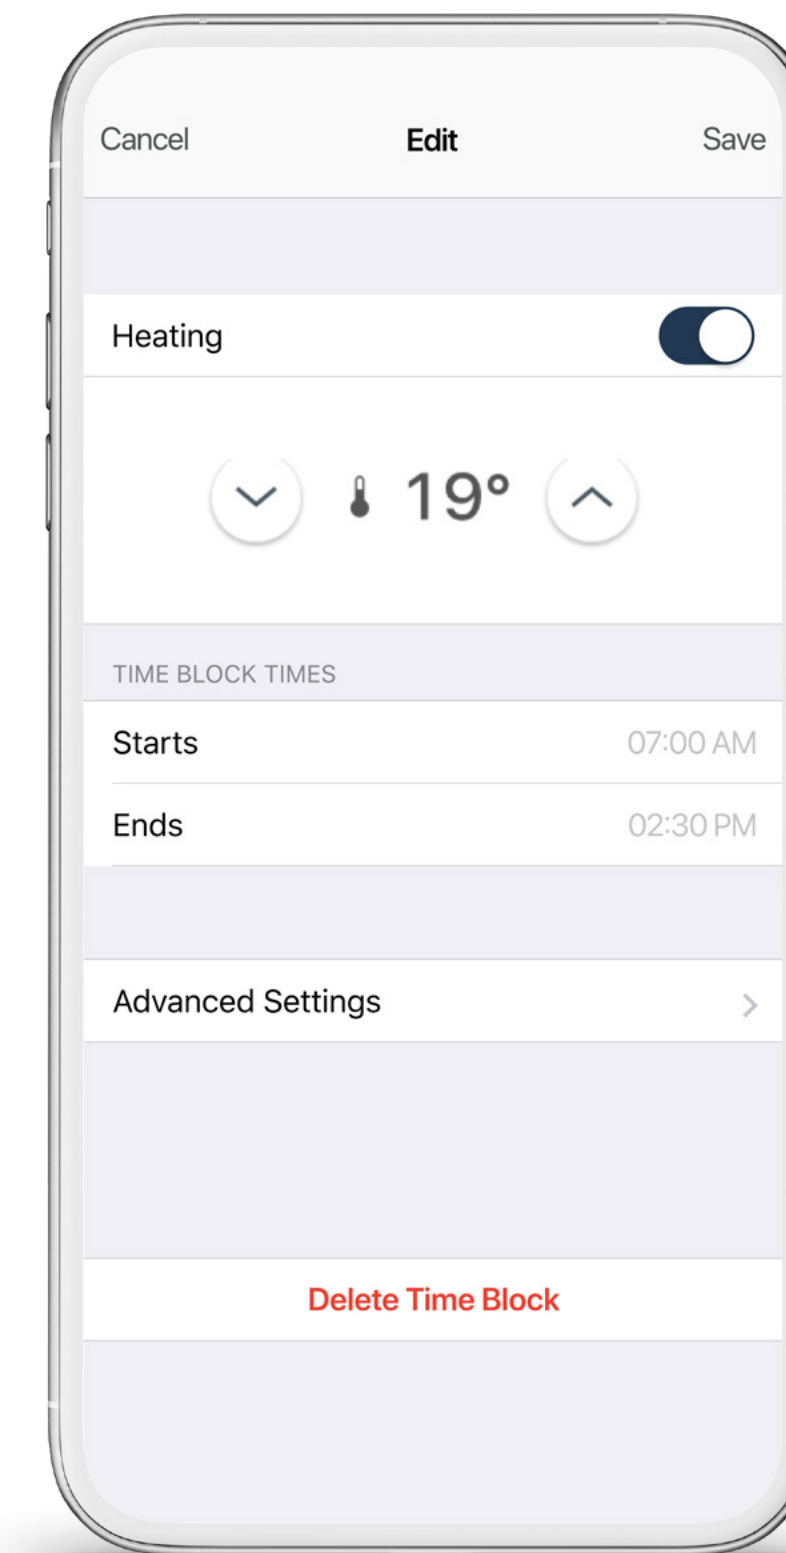 Cancel Edit Save
Heating
19°
TIME BLOCK TIMES
Starts 07:00 AM
Ends 02:30 PM
Advanced Settings
Delete Time Block